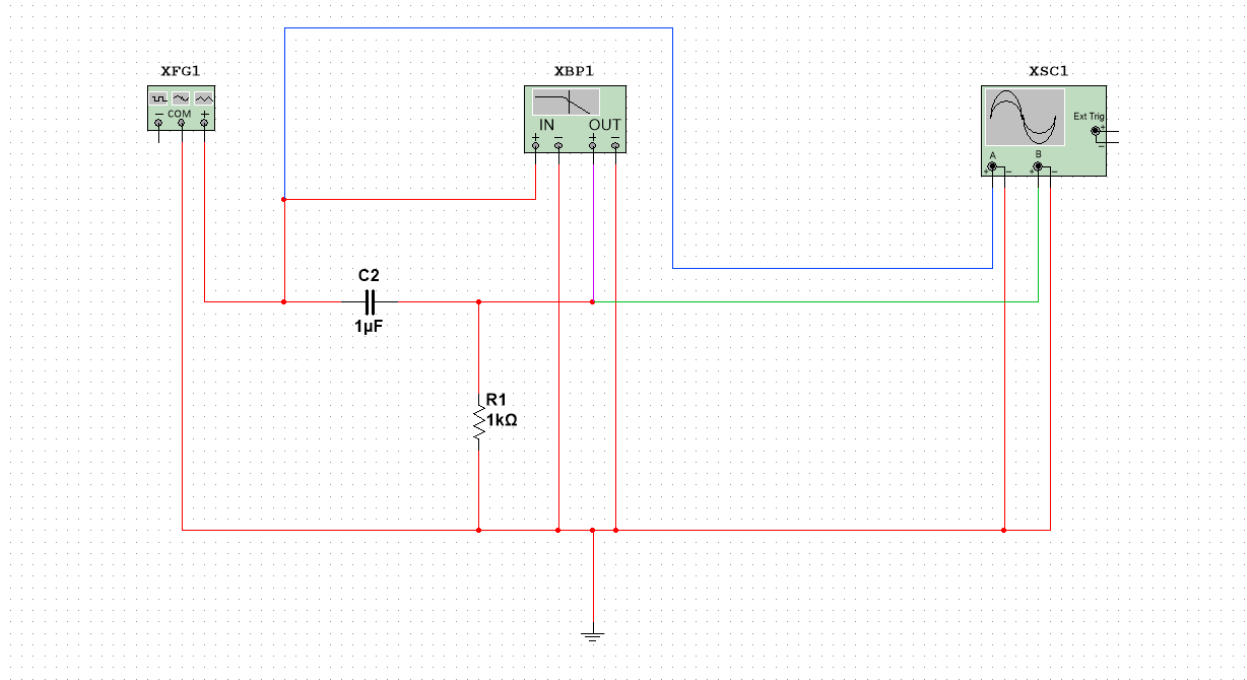 XFG1
COM
XBP1
IN
OUT
XSC1
Ext Trig
A
B
C2
1µF
R1
1kΩ